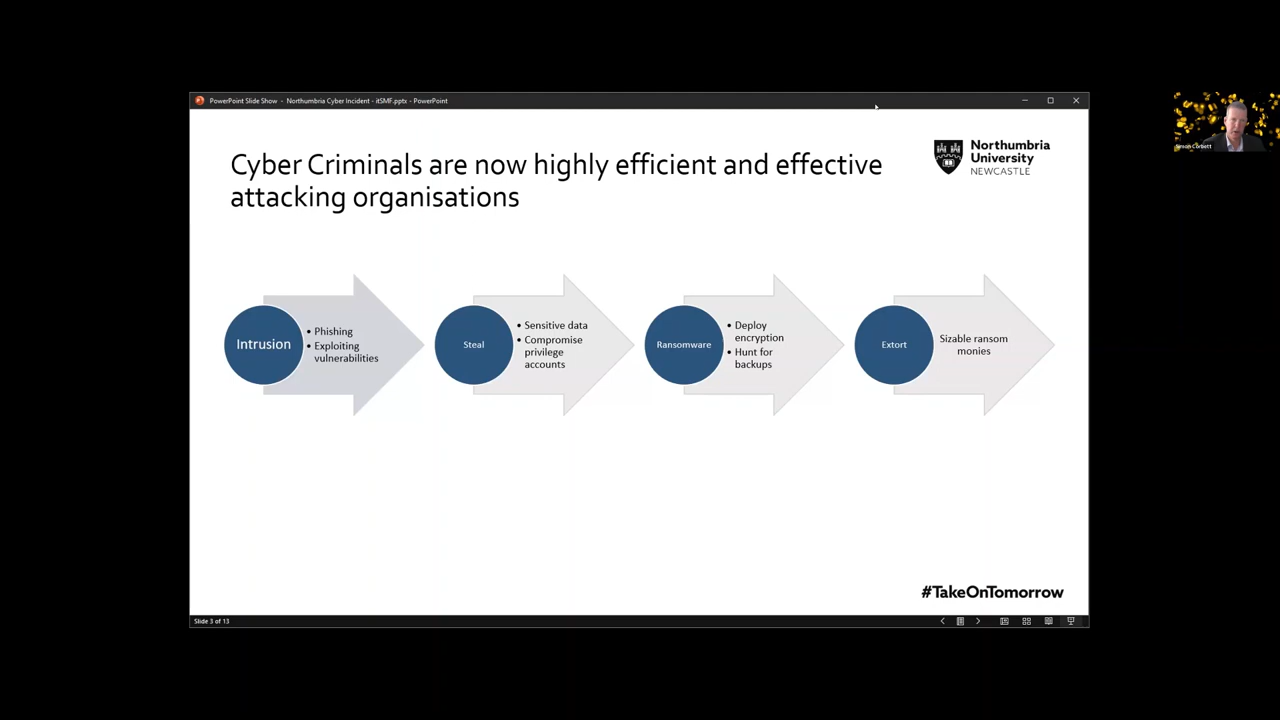 PowerPoint Slide Show - Northumbria Cyber Incident - itSMF.pptx - PowerPoint
Cyber Criminals are now highly efficient and effective
attacking organisations
Northumbria
University
NEWCASTLE
Simon Corbett
Intrusion
• Phishing
• Exploiting
vulnerabilities
Steal
• Sensitive data
• Compromise
privilege
accounts
Ransomware
• Deploy
encryption
• Hunt for
backups
Extort
Sizable ransom
monies
#TakeOnTomorrow
Slide 3 of 13